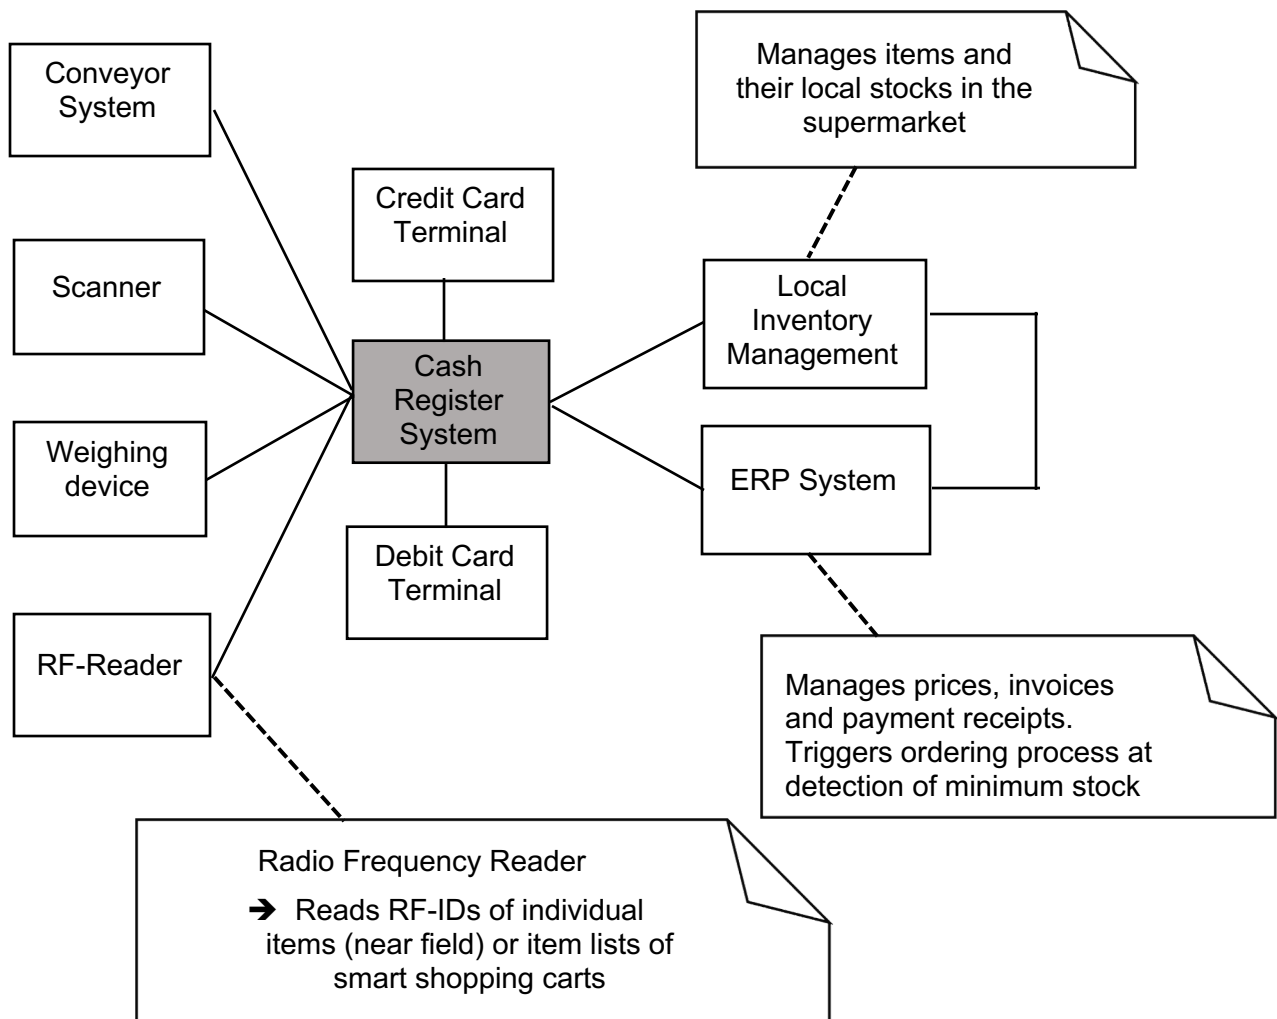 Conveyor
System
Manages items and
their local stocks in the
supermarket
Credit Card
Terminal
Scanner
Local
Inventory
Management
Cash
Register
System
Weighing
device
ERP System
Debit Card
Terminal
RF-Reader
Manages prices, invoices
and payment receipts.
Triggers ordering process at
detection of minimum stock
Radio Frequency Reader
➔ Reads RF-IDs of individual
items (near field) or item lists of
smart shopping carts